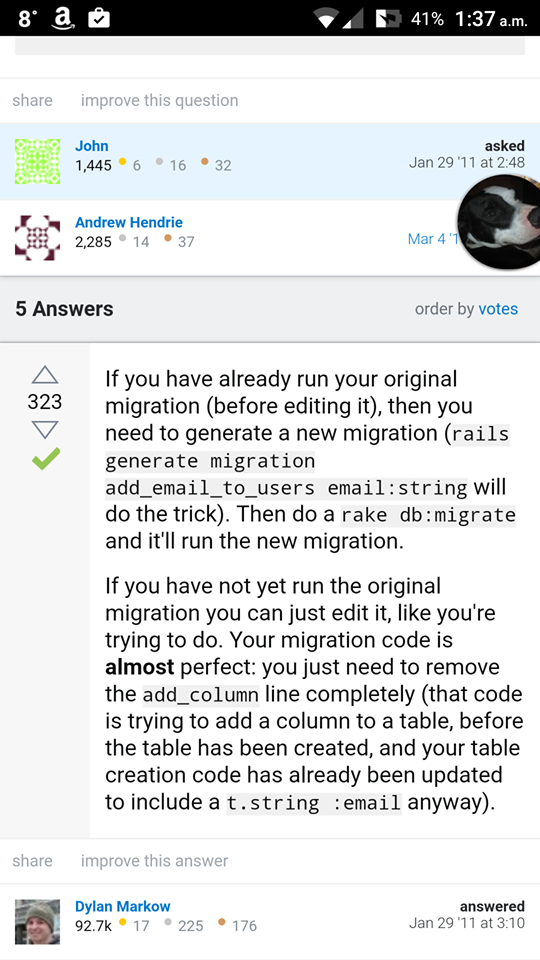 8°
41% 1:37 a.m.
share improve this question
John
1,445 6 16 32
asked
Jan 29 '11 at 2:48
Andrew Hendrie
2,285 14 37
Mar 4 '1
5 Answers
order by votes
323
If you have already run your original
migration (before editing it), then you
need to generate a new migration (rails
generate migration
add_email_to_users email:string will
do the trick). Then do a rake db:migrate
and it'll run the new migration.
If you have not yet run the original
migration you can just edit it, like you're
trying to do. Your migration code is
almost perfect: you just need to remove
the add_column line completely (that code
is trying to add a column to a table, before
the table has been created, and your table
creation code has already been updated
to include a t.string :email anyway).
share improve this answer
Dylan Markow
92.7k 17 225 176
answered
Jan 29 '11 at 3:10